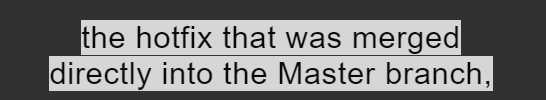 the hotfix that was merged
directly into the Master branch,